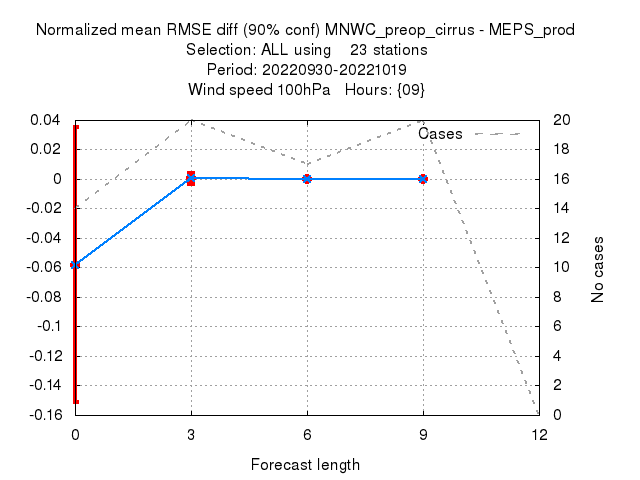 Normalized mean RMSE diff (90% conf) MNWC_preop_cirrus - MEPS_prod
Selection: ALL using 23 stations
Period: 20220930-20221019
Wind speed 100hPa Hours: {09}
Cases
0.04
0.02
0
-0.02
-0.04
-0.06
-0.08
-0.1
-0.12
-0.14
-0.16
20
18
16
14
12
10
8
6
4
2
0
No cases
0 3 6 9 12
Forecast length